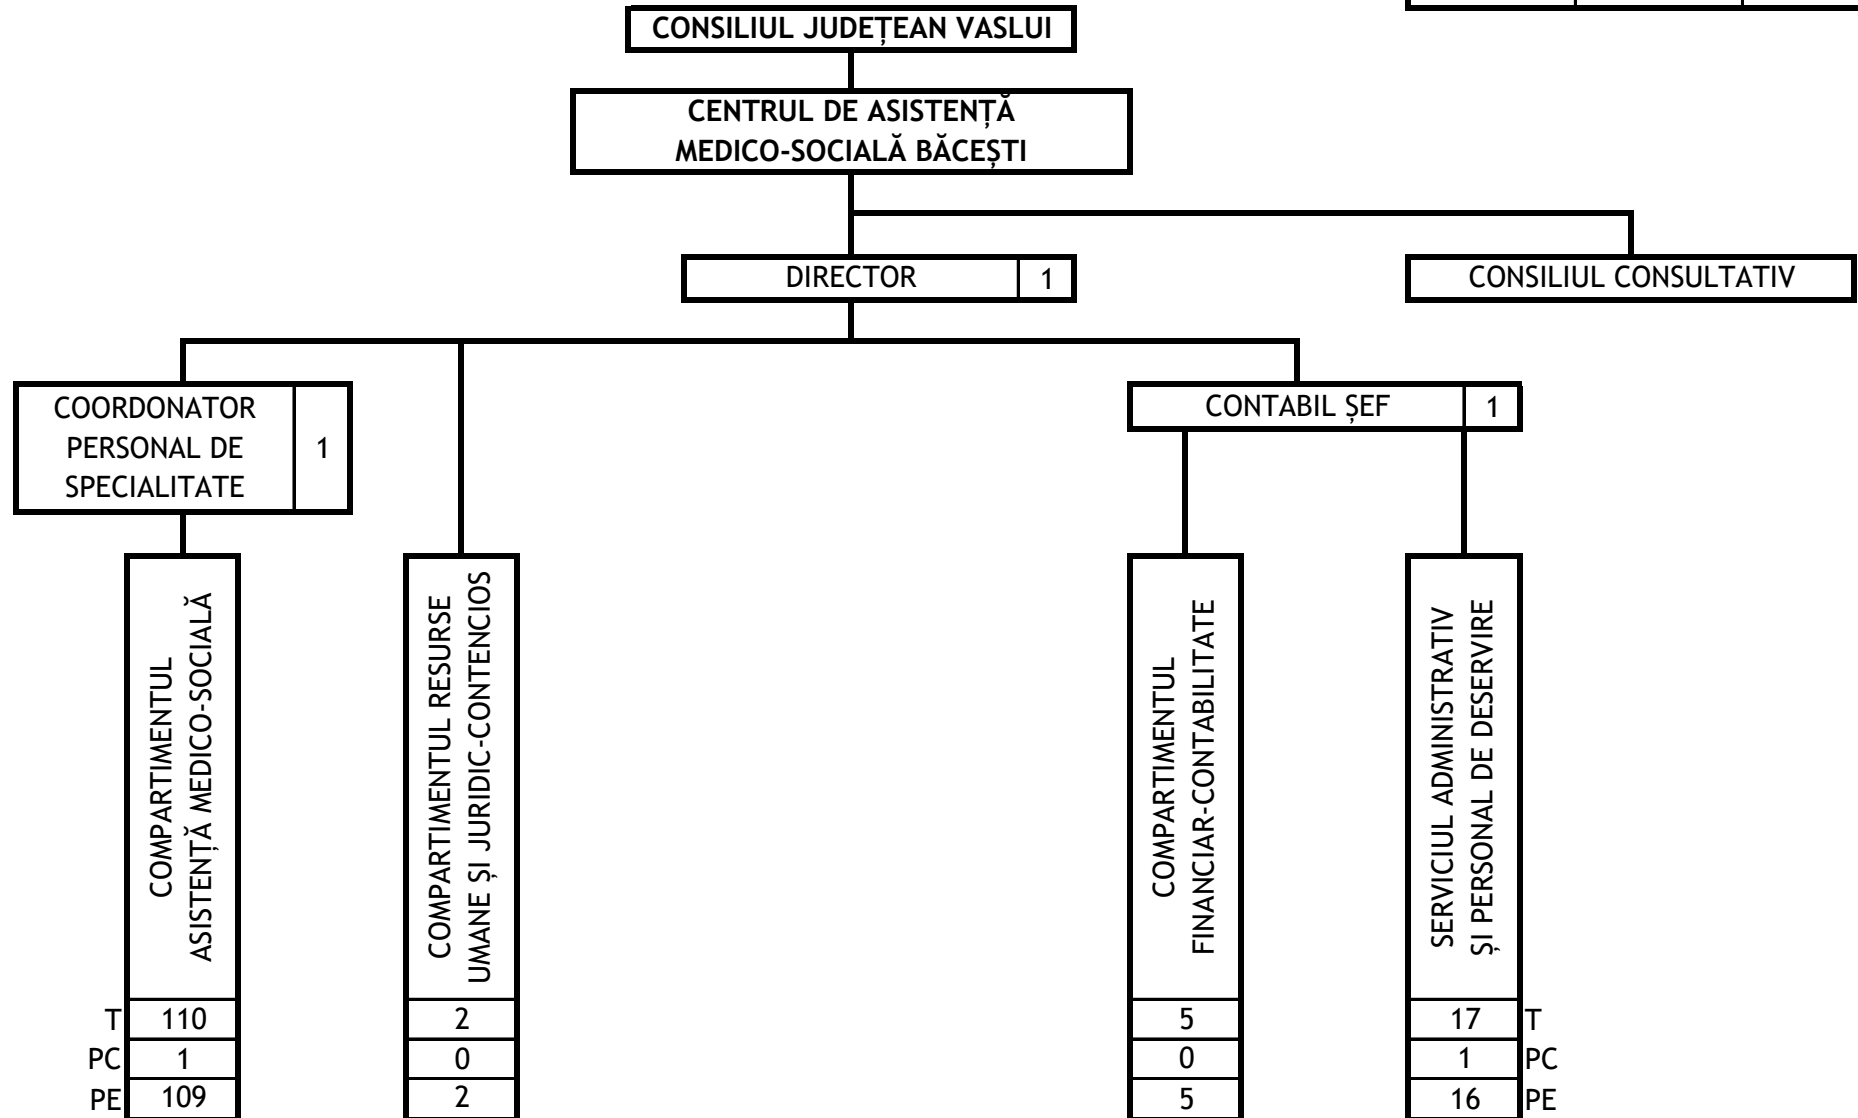 CONSILIUL JUDEȚEAN VASLUI
CENTRUL DE ASISTENȚĂ
MEDICO-SOCIALĂ BĂCEȘTI
DIRECTOR 1
CONSILIUL CONSULTATIV
COORDONATOR
PERSONAL DE
SPECIALITATE
1
CONTABIL ȘEF 1
COMPARTIMENTUL
ASISTENȚĂ MEDICO-SOCIALĂ
COMPARTIMENTUL RESURSE
UMANE ȘI JURIDIC-CONTENCIOS
COMPARTIMENTUL
FINANCIAR-CONTABILITATE
SERVICIUL ADMINISTRATIV
ȘI PERSONAL DE DESERVIRE
T 110 2 5 17 T
PC 1 0 0 1 PC
PE 109 2 5 16 PE